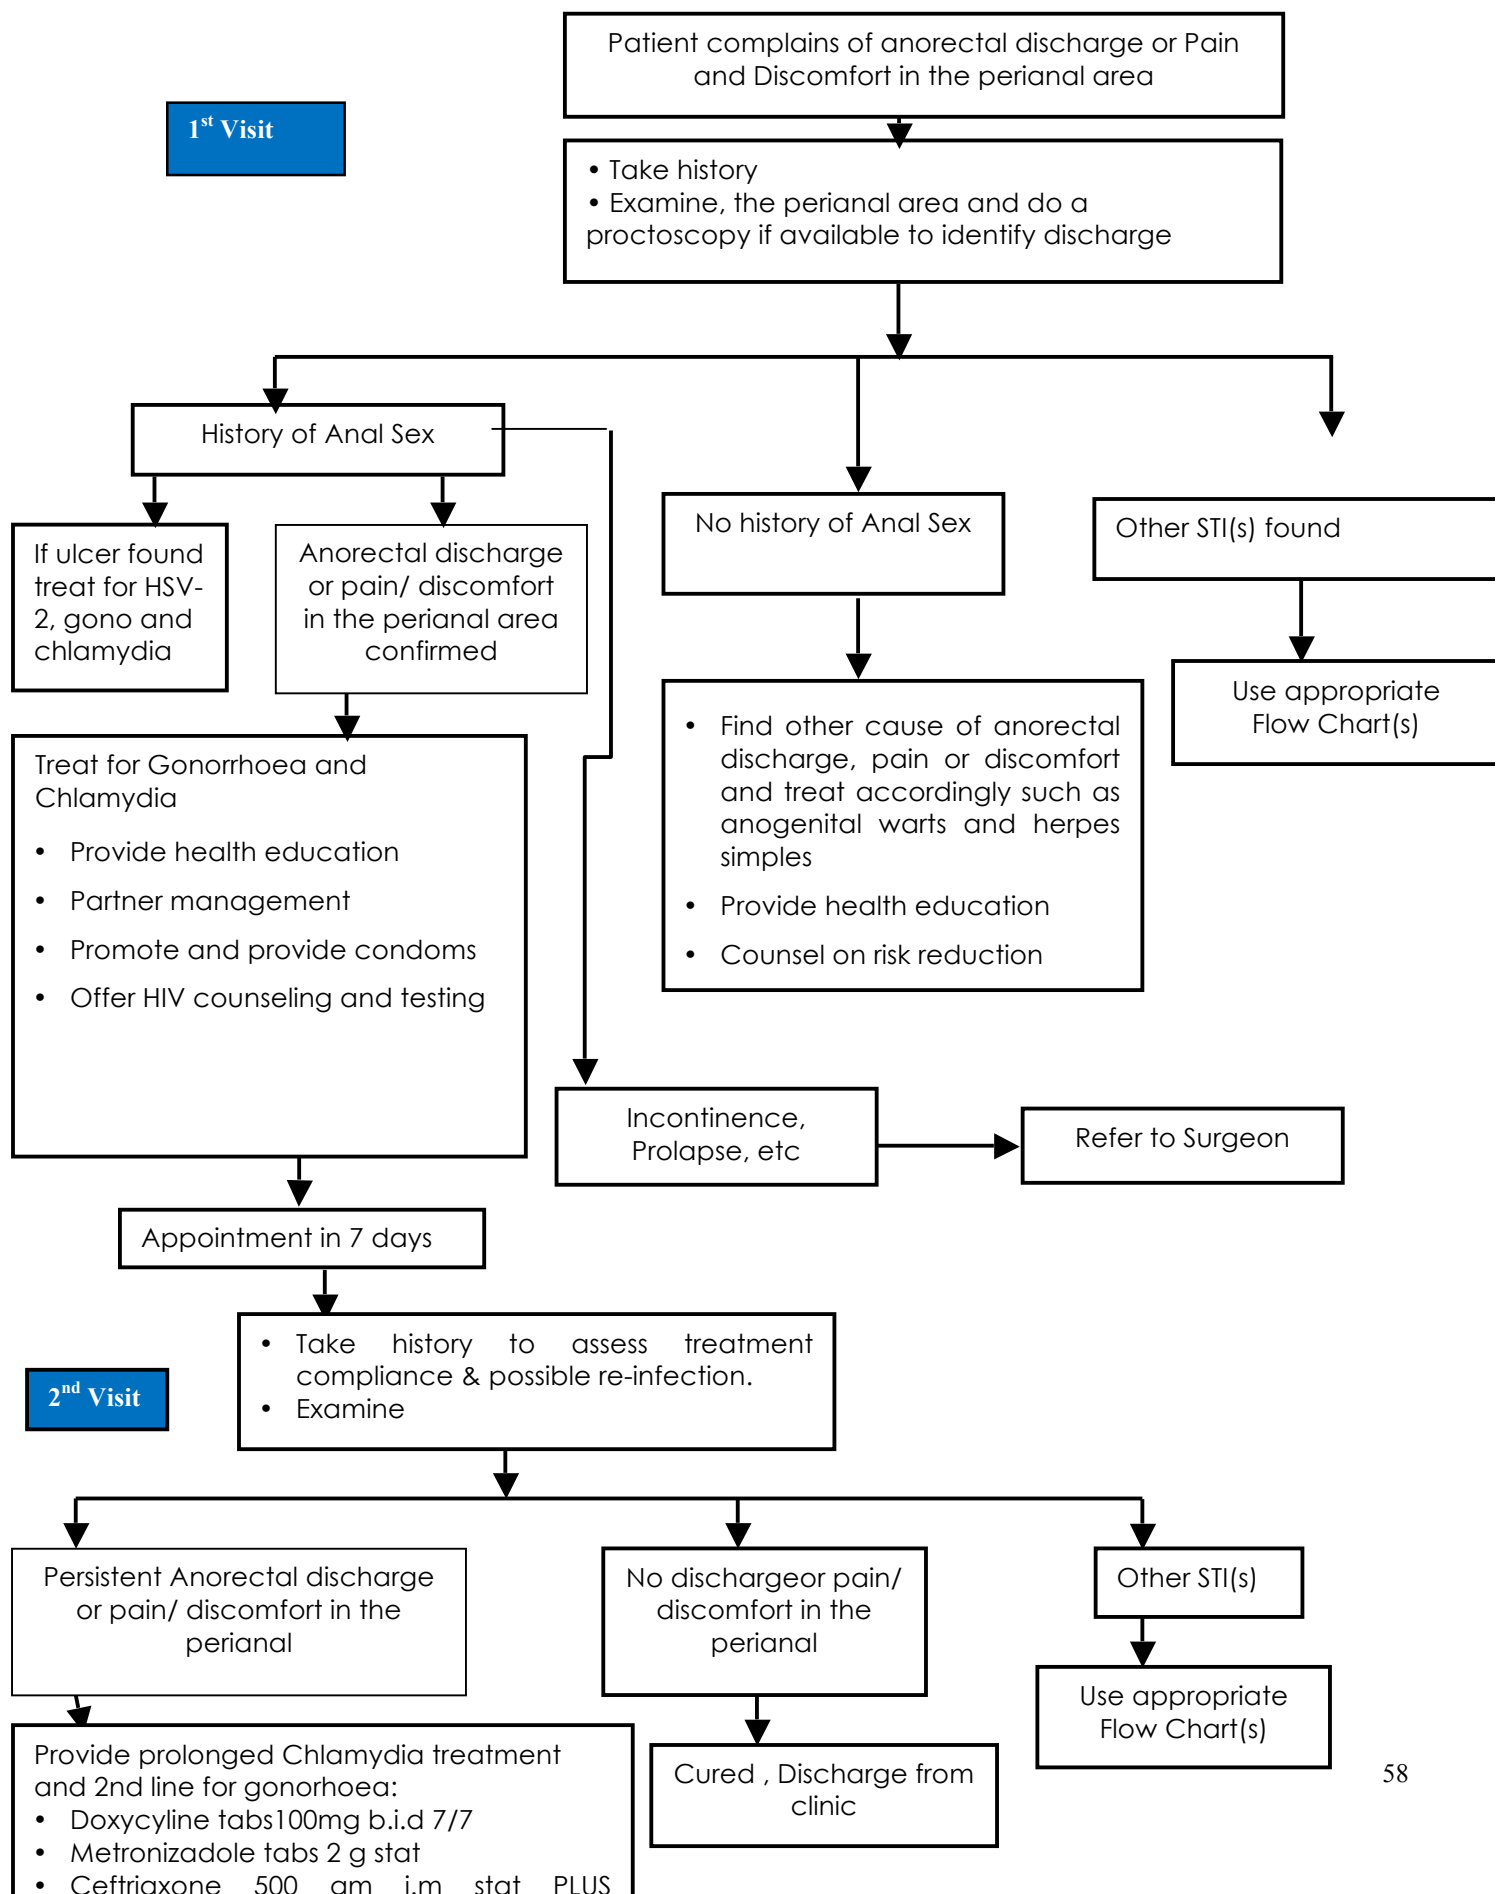 Patient complains of anorectal discharge or Pain
and Discomfort in the perianal area
1st Visit
• Take history
• Examine, the perianal area and do a
proctoscopy if available to identify discharge
History of Anal Sex
No history of Anal Sex
Other STI(s) found
If ulcer found
treat for HSV-
2, gono and
chlamydia
Anorectal discharge
or pain/ discomfort
in the perianal area
confirmed
Use appropriate
Flow Chart(s)
Treat for Gonorrhoea and
Chlamydia
• Provide health education
• Partner management
• Promote and provide condoms
• Offer HIV counseling and testing
• Find other cause of anorectal
discharge, pain or discomfort
and treat accordingly such as
anogenital warts and herpes
simples
• Provide health education
• Counsel on risk reduction
Incontinence,
Prolapse, etc
Refer to Surgeon
Appointment in 7 days
2nd Visit
• Take history to assess treatment
compliance & possible re-infection.
• Examine
Persistent Anorectal discharge
or pain/ discomfort in the
perianal
No dischargeor pain/
discomfort in the
perianal
Other STI(s)
Use appropriate
Flow Chart(s)
Provide prolonged Chlamydia treatment
and 2nd line for gonorhoea:
• Doxycyline tabs100mg b.i.d 7/7
• Metronizadole tabs 2 g stat
• Ceftriaxone 500 gm i.m stat PLUS
Cured , Discharge from
clinic
58